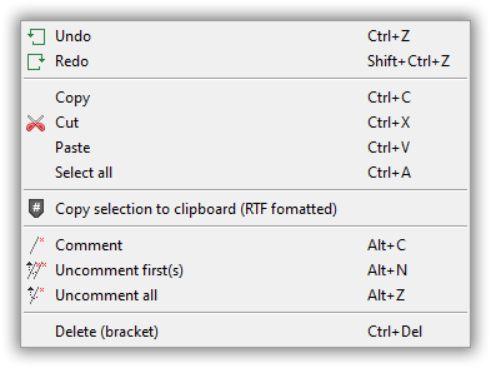 Undo Ctrl+Z
Redo Shift+Ctrl+Z
Copy Ctrl+C
Cut Ctrl+X
Paste Ctrl+V
Select all Ctrl+A
# Copy selection to clipboard (RTF fomatted)
Comment Alt+C
Uncomment first(s) Alt+N
Uncomment all Alt+Z
Delete (bracket) Ctrl+Del